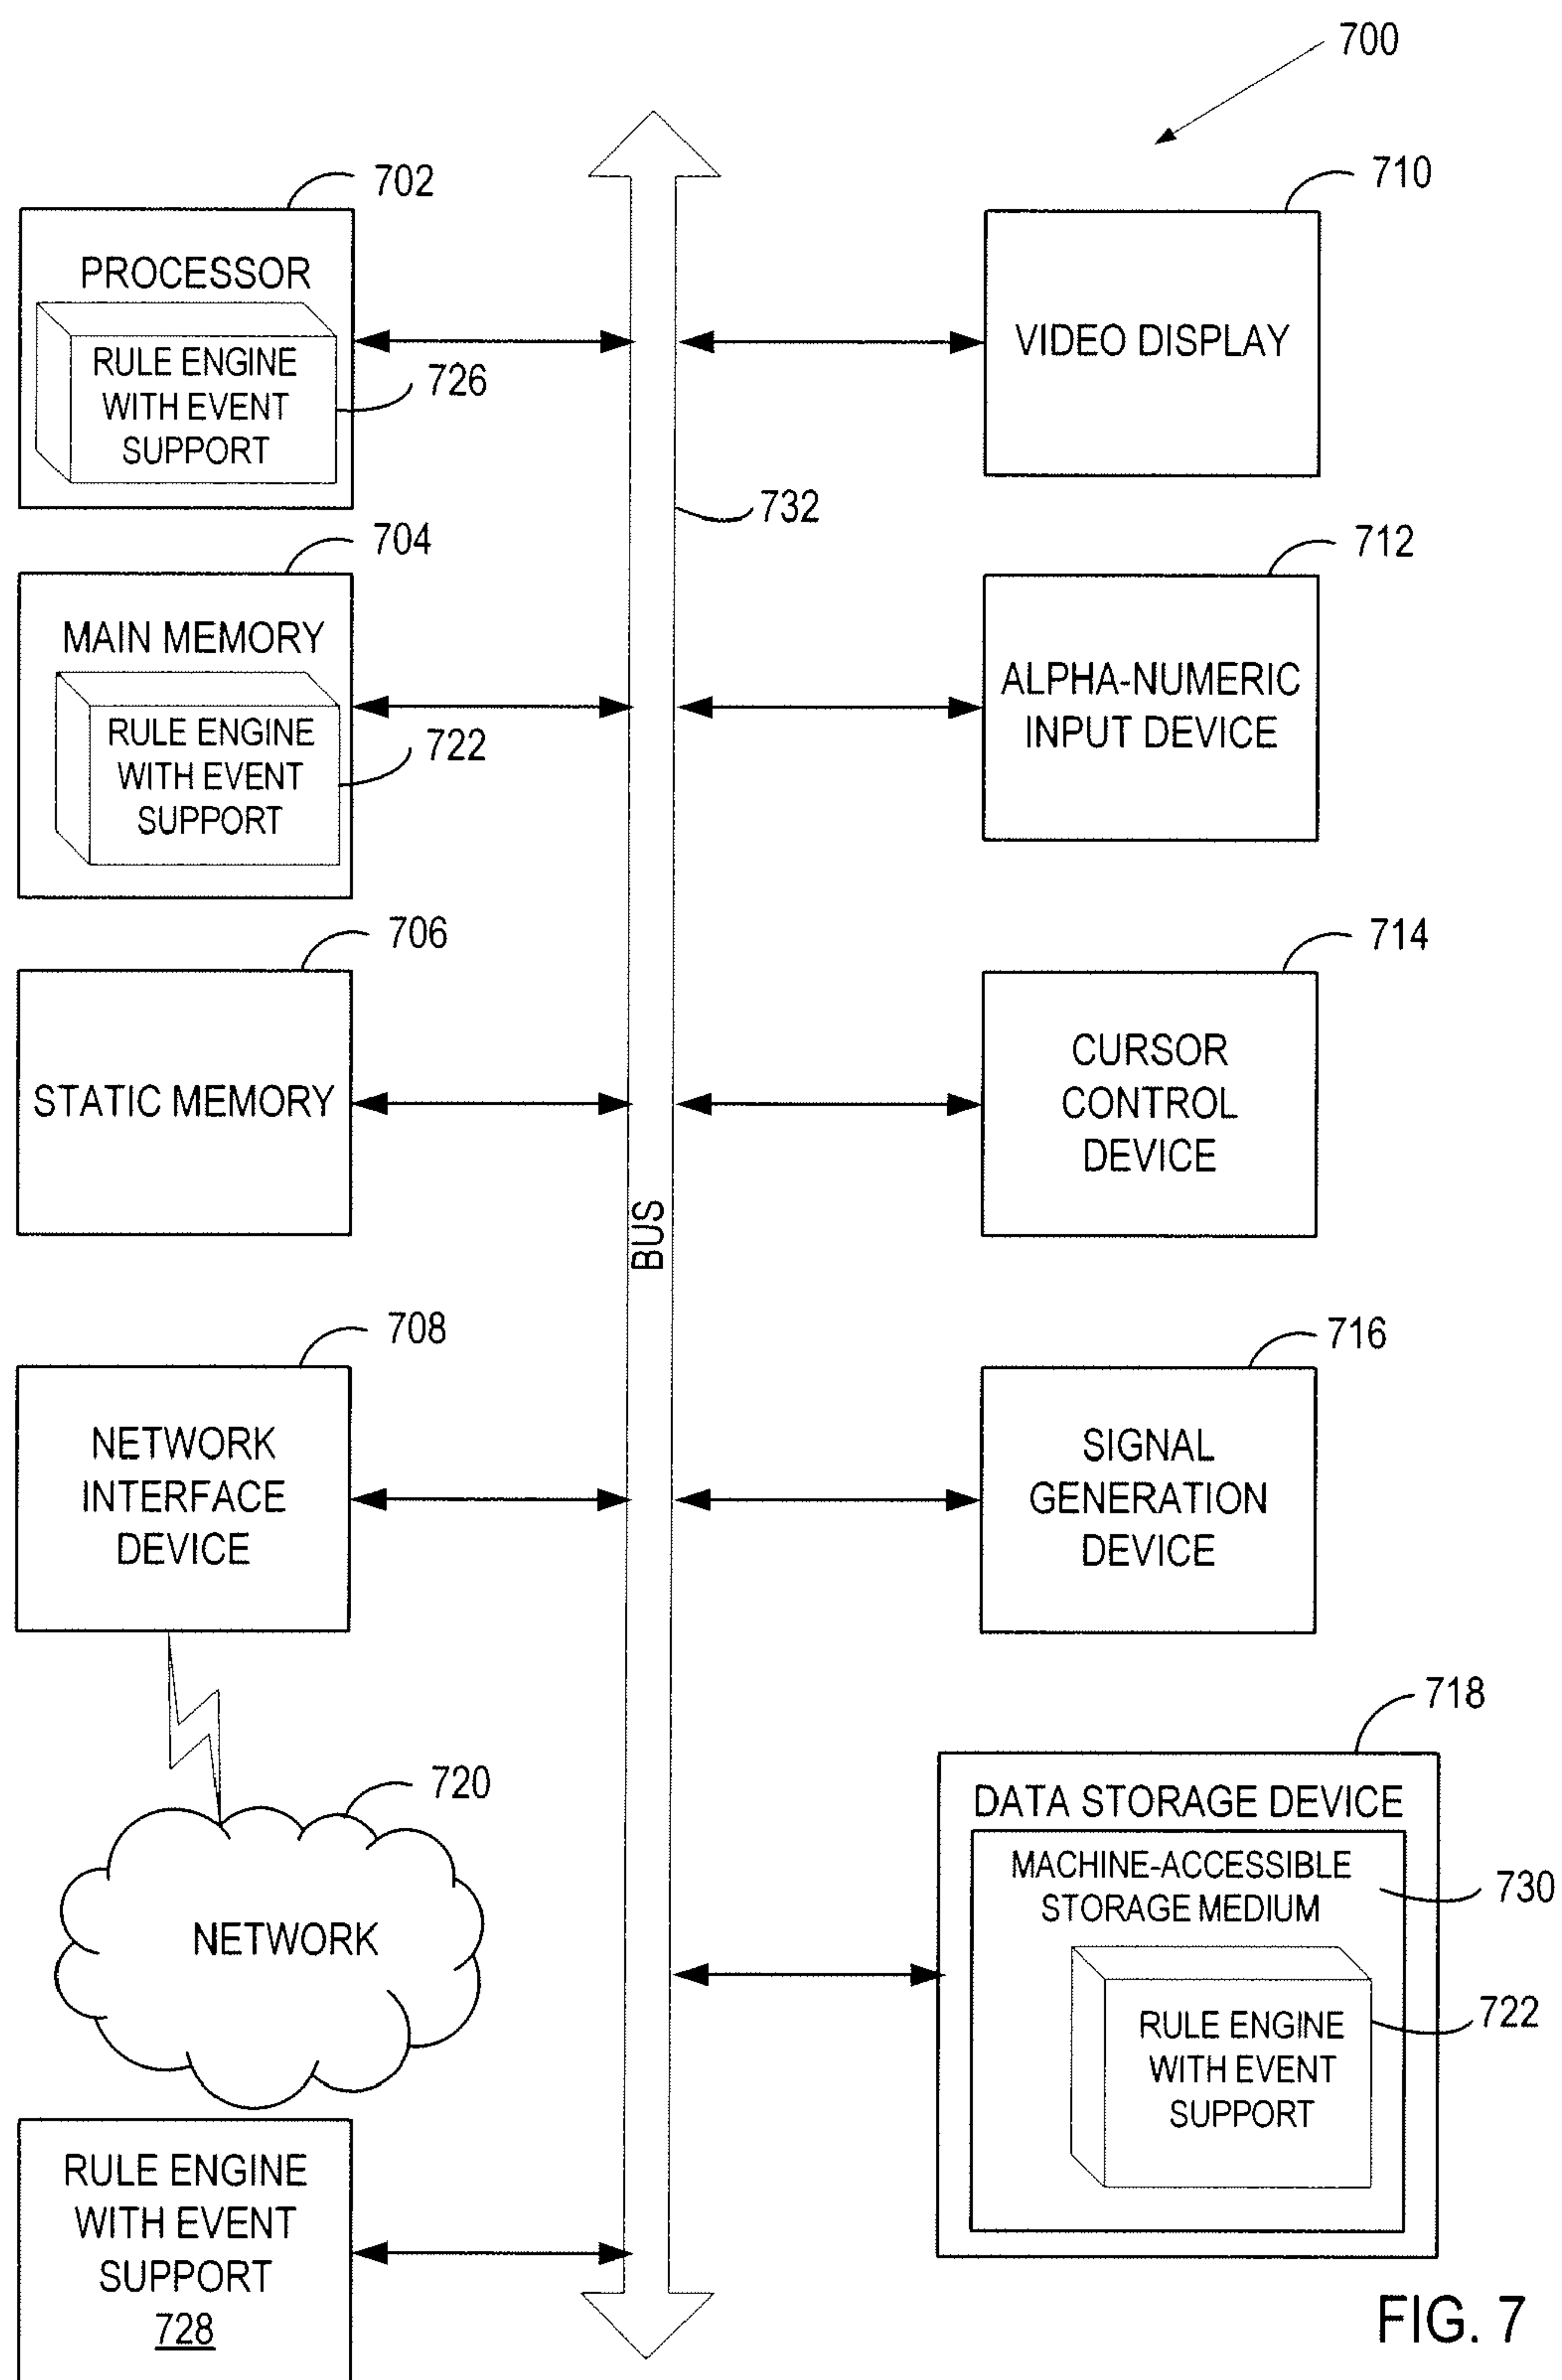 700
702
PROCESSOR
RULE ENGINE
WITH EVENT
SUPPORT
726
704
MAIN MEMORY
RULE ENGINE
WITH EVENT
SUPPORT
722
706
STATIC MEMORY
708
NETWORK
INTERFACE
DEVICE
720
NETWORK
RULE ENGINE
WITH EVENT
SUPPORT
728
732
BUS
710
VIDEO DISPLAY
712
ALPHA-NUMERIC
INPUT DEVICE
714
CURSOR
CONTROL
DEVICE
716
SIGNAL
GENERATION
DEVICE
718
DATA STORAGE DEVICE
MACHINE-ACCESSIBLE
STORAGE MEDIUM
730
RULE ENGINE
WITH EVENT
SUPPORT
722
FIG. 7